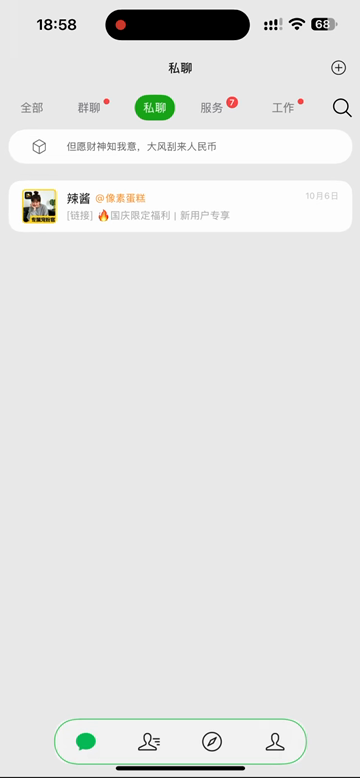 18:58
68
私聊
全部 群聊 私聊 服务 7 工作
但愿财神知我意，大风刮来人民币
辣酱 @像素蛋糕 10月6日
[链接] 🔥国庆限定福利 | 新用户专享